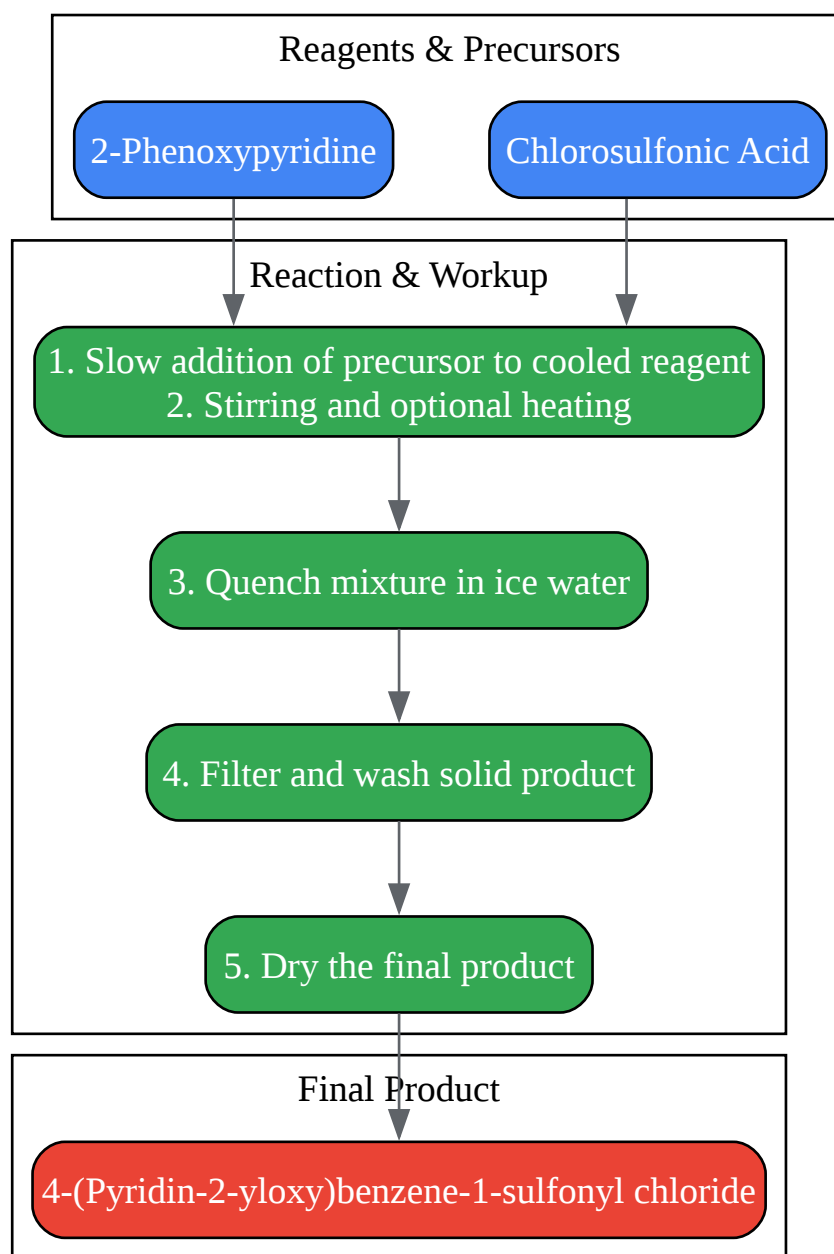 Reagents & Precursors
2-Phenoxypyridine
Chlorosulfonic Acid
Reaction & Workup
1. Slow addition of precursor to cooled reagent
2. Stirring and optional heating
3. Quench mixture in ice water
4. Filter and wash solid product
5. Dry the final product
Final Product
4-(Pyridin-2-yloxy)benzene-1-sulfonyl chloride